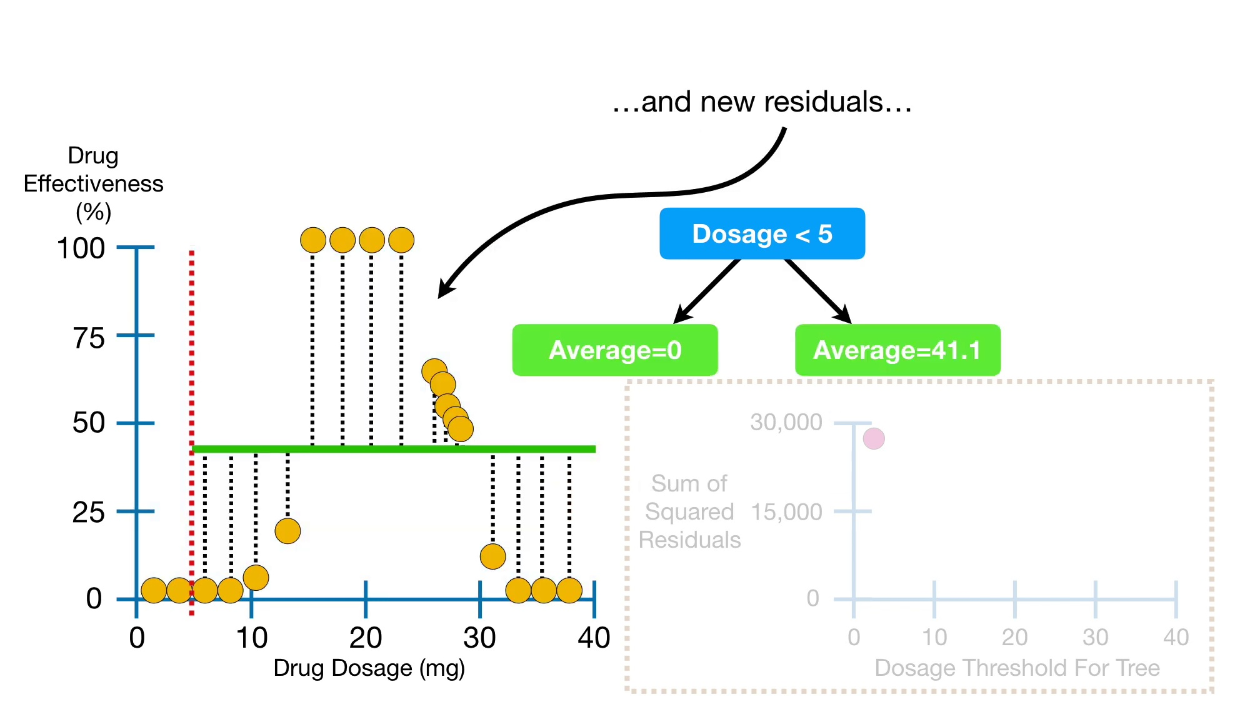 …and new residuals…
Drug
Effectiveness
(%)
100
75
50
25
0
0 10 20 30 40
Drug Dosage (mg)
Dosage < 5
Average=0
Average=41.1
30,000
15,000
0
Sum of
Squared
Residuals
0 10 20 30 40
Dosage Threshold For Tree